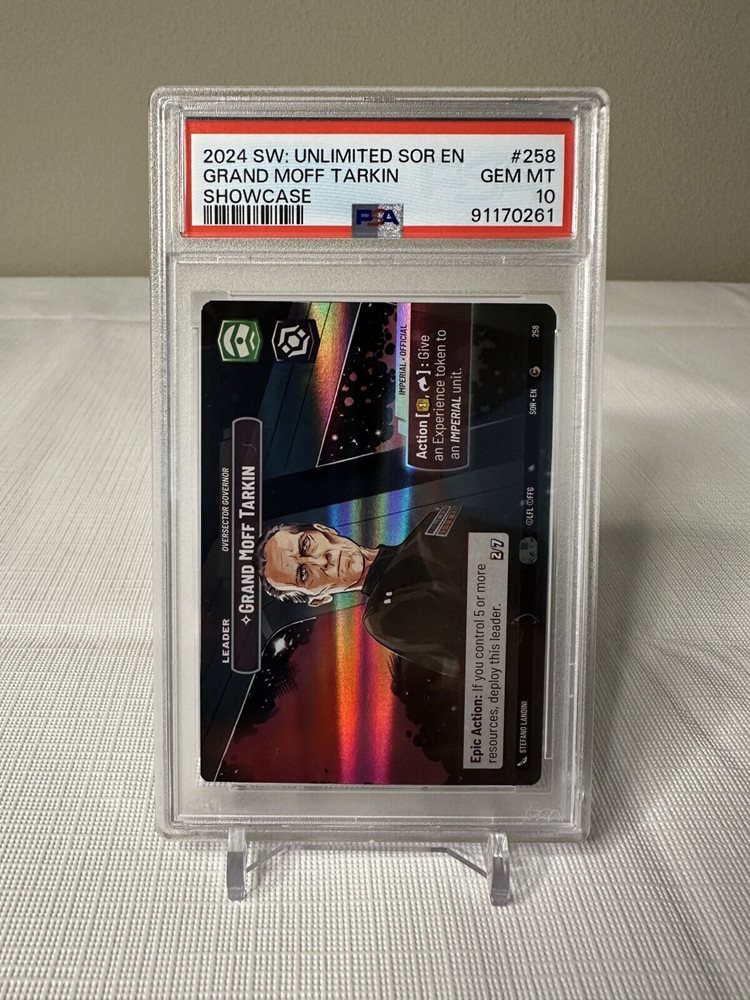 2024 SW: UNLIMITED SOR EN #258
GRAND MOFF TARKIN GEM MT
SHOWCASE 10
PSA 91170261
LEADER
OVERSECTOR GOVERNOR
GRAND MOFF TARKIN
IMPERIAL • OFFICIAL
Action [1, ]: Give
an Experience token to
an IMPERIAL unit.
Epic Action: If you control 5 or more
resources, deploy this leader.
2/7
STEFANO LANDINI
©LFL ©FFG
SOR • EN
258